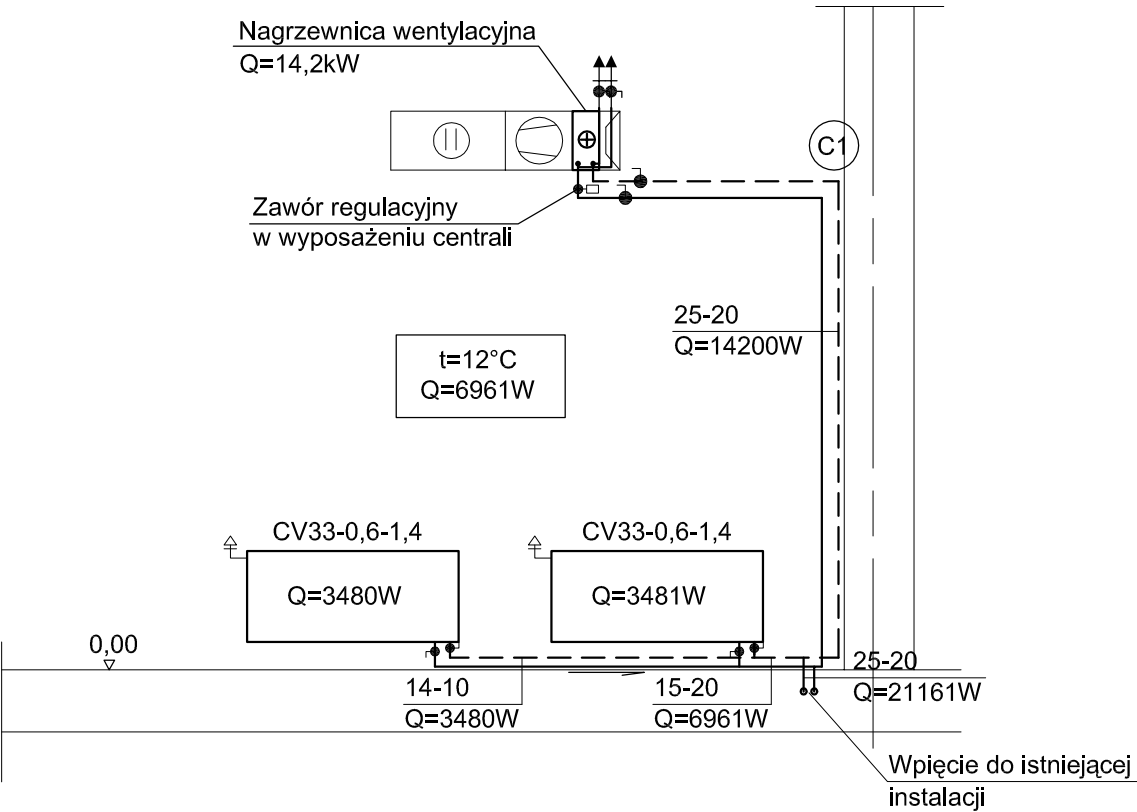 Nagrzewnica wentylacyjna
Q=14,2kW
C1
Zawór regulacyjny
w wyposażeniu centrali
25-20
Q=14200W
t=12°C
Q=6961W
CV33-0,6-1,4
CV33-0,6-1,4
Q=3480W
Q=3481W
0,00
14-10
Q=3480W
15-20
Q=6961W
25-20
Q=21161W
Wpięcie do istniejącej
instalacji